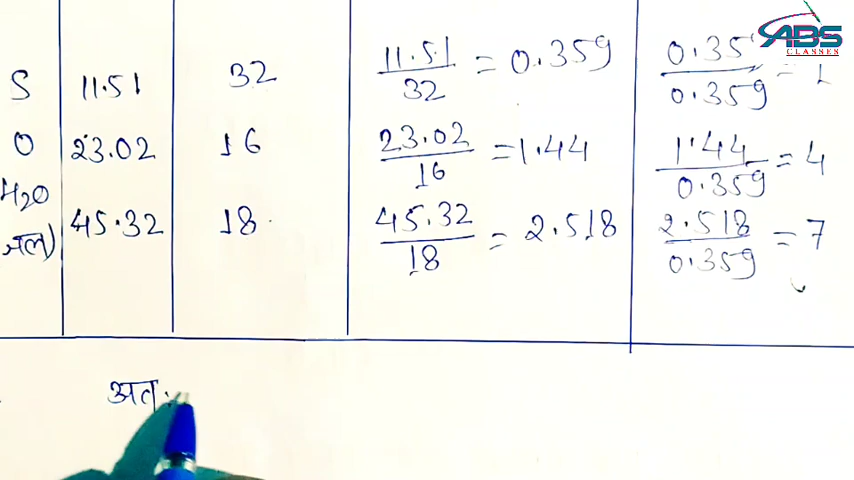 ABS
CLASSES
S 11.51 32 11.51/32 = 0.359 0.35/0.359 = 1
O 23.02 16 23.02/16 = 1.44 1.44/0.359 = 4
H2O
जल) 45.32 18 45.32/18 = 2.518 2.518/0.359 = 7
अतः